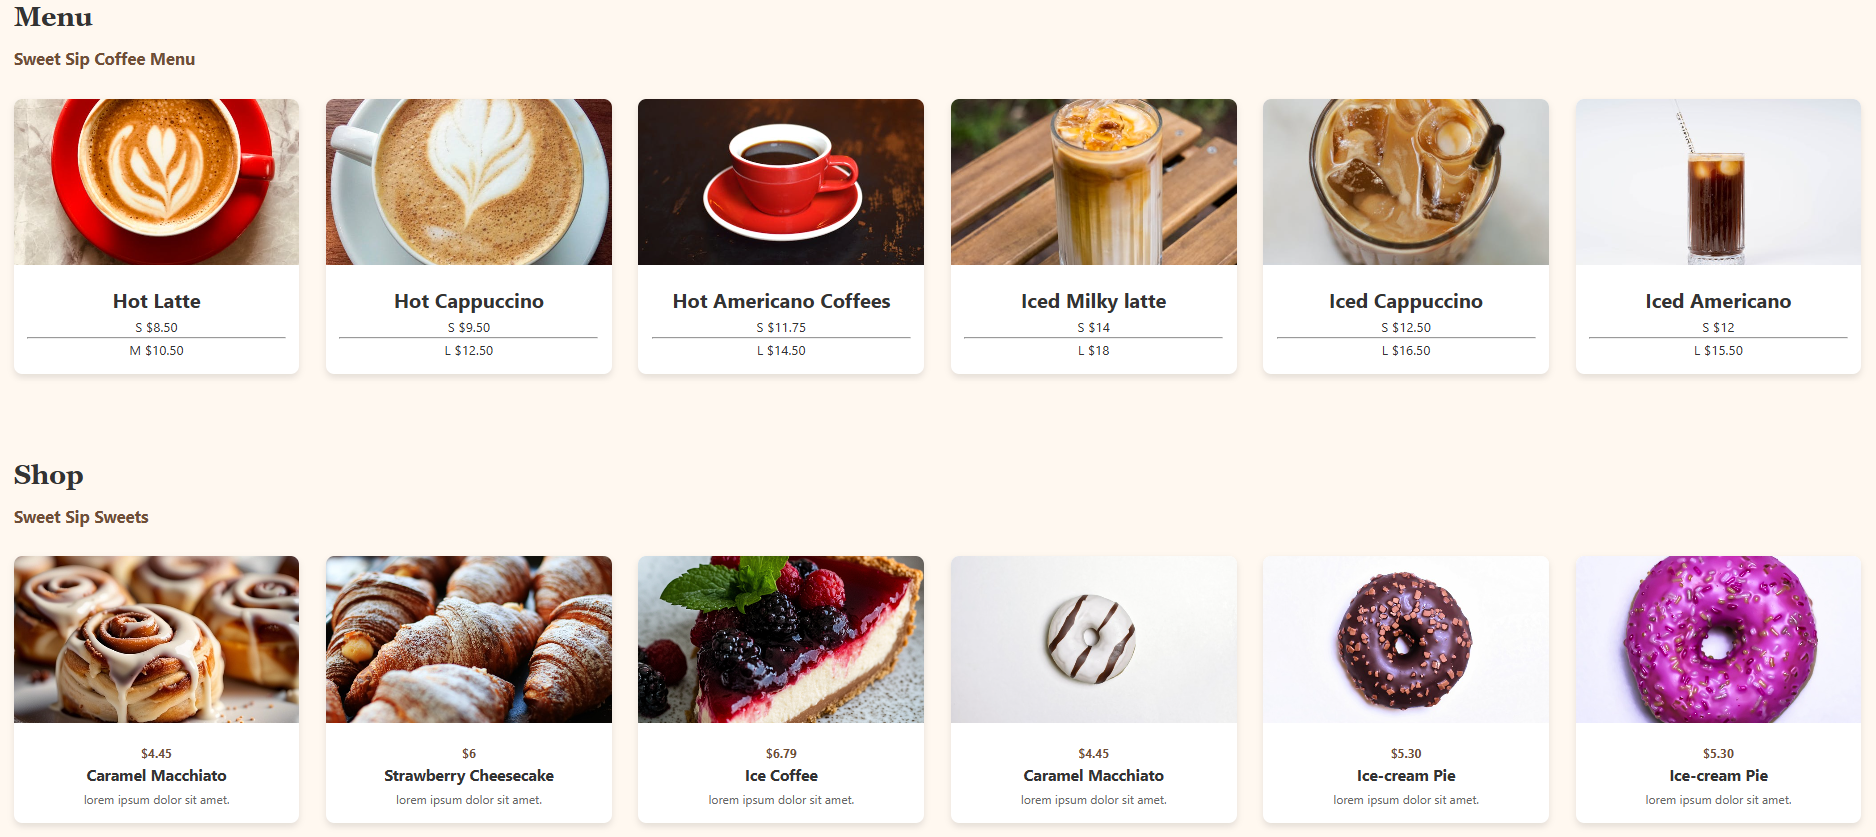 Menu
Sweet Sip Coffee Menu
Hot Latte
S $8.50
M $10.50
Hot Cappuccino
S $9.50
L $12.50
Hot Americano Coffees
S $11.75
L $14.50
Iced Milky latte
S $14
L $18
Iced Cappuccino
S $12.50
L $16.50
Iced Americano
S $12
L $15.50
Shop
Sweet Sip Sweets
$4.45
Caramel Macchiato
lorem ipsum dolor sit amet.
$6
Strawberry Cheesecake
lorem ipsum dolor sit amet.
$6.79
Ice Coffee
lorem ipsum dolor sit amet.
$4.45
Caramel Macchiato
lorem ipsum dolor sit amet.
$5.30
Ice-cream Pie
lorem ipsum dolor sit amet.
$5.30
Ice-cream Pie
lorem ipsum dolor sit amet.